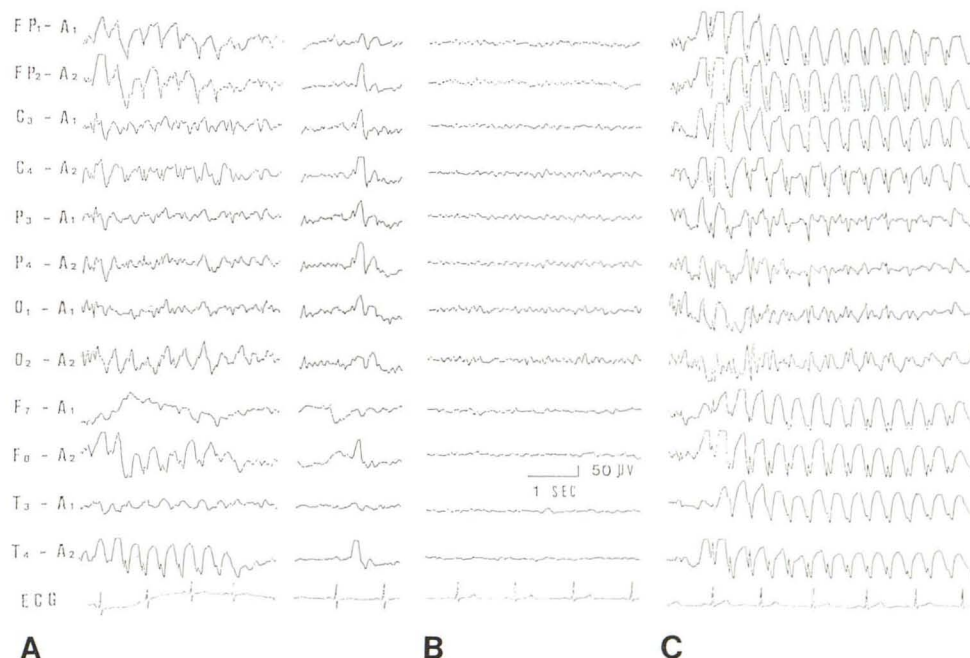 FP₁ - A₁
FP₂ - A₂
C₃ - A₁
C₄ - A₂
P₃ - A₁
P₄ - A₂
O₁ - A₁
O₂ - A₂
F₇ - A₁
F₈ - A₂
50 µV
1 SEC
T₃ - A₁
T₄ - A₂
ECG
A B C